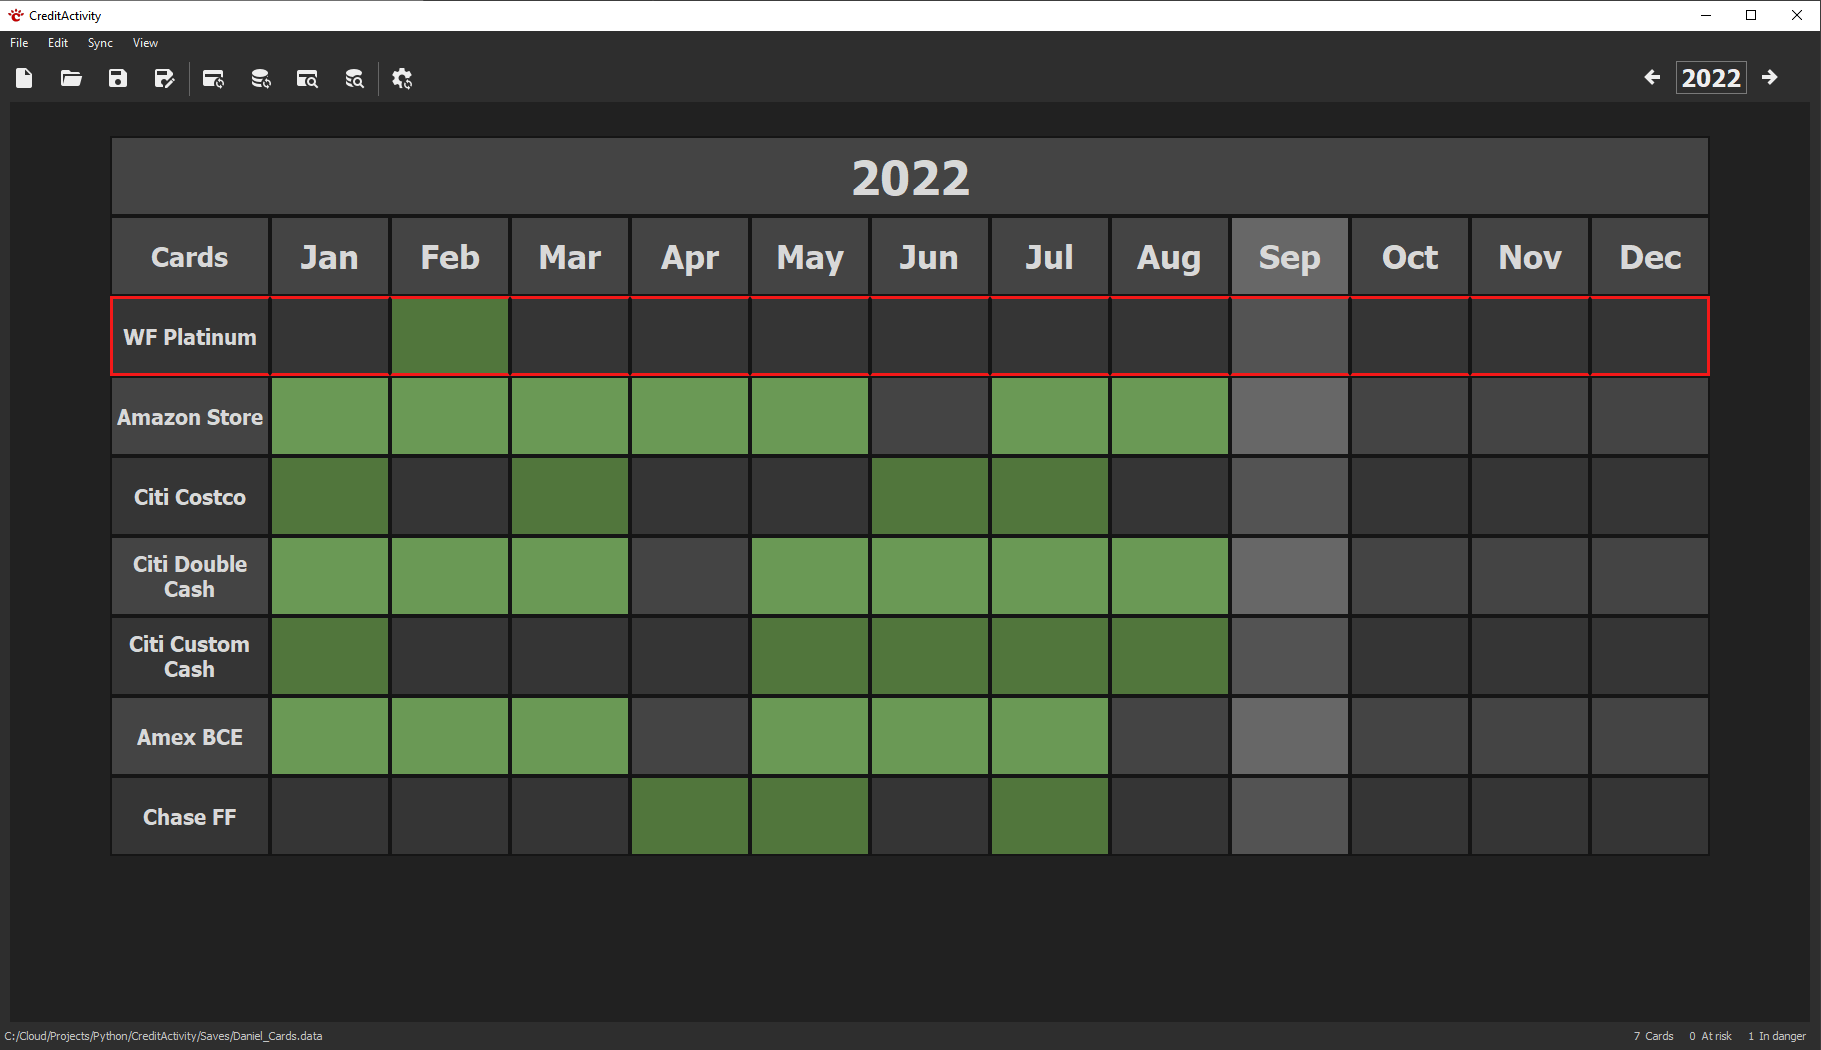 CreditActivity
File Edit Sync View
2022
2022
Cards Jan Feb Mar Apr May Jun Jul Aug Sep Oct Nov Dec
WF Platinum
Amazon Store
Citi Costco
Citi Double
Cash
Citi Custom
Cash
Amex BCE
Chase FF
C:/Cloud/Projects/Python/CreditActivity/Saves/Daniel_Cards.data 7 Cards 0 At risk 1 In danger